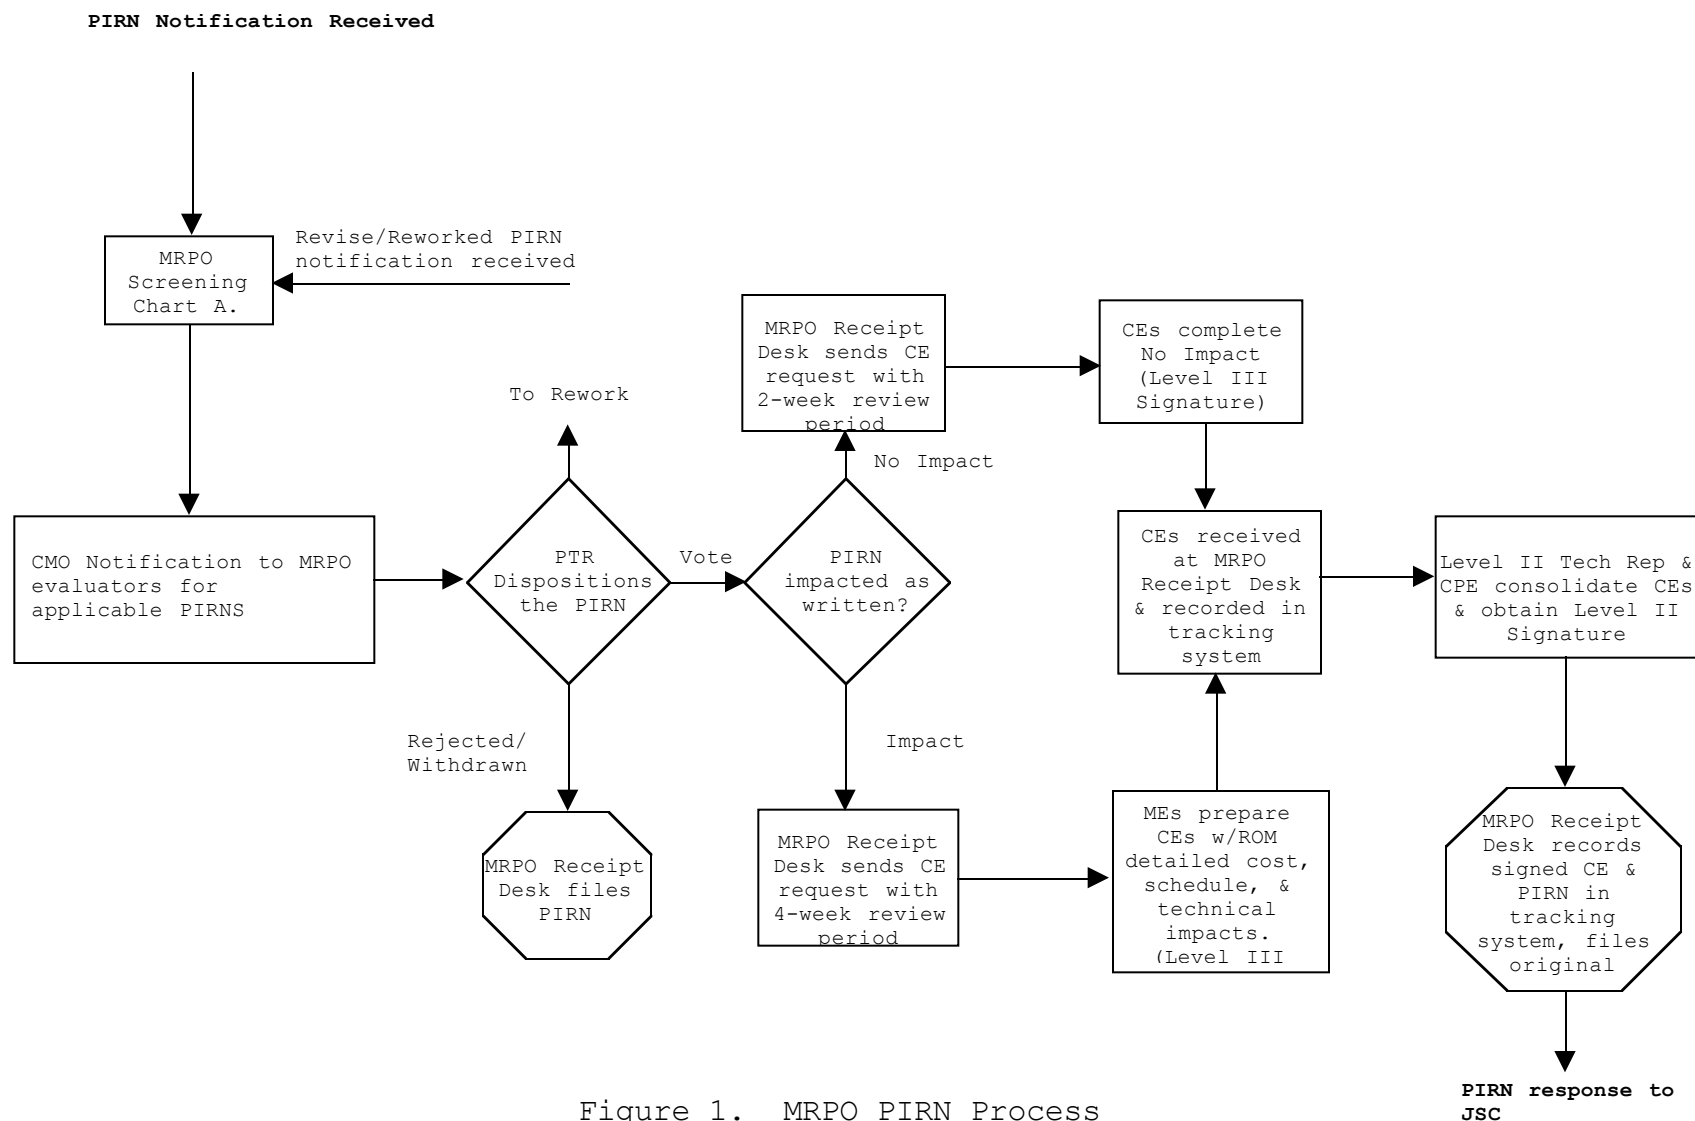 PIRN Notification Received
MRPO
Screening
Chart A.
Revise/Reworked PIRN
notification received
CMO Notification to MRPO
evaluators for
applicable PIRNS
To Rework
PTR
Dispositions
the PIRN
Vote
Rejected/
Withdrawn
MRPO Receipt
Desk files
PIRN
PIRN
impacted as
written?
No Impact
MRPO Receipt
Desk sends CE
request with
2-week review
period
Impact
MRPO Receipt
Desk sends CE
request with
4-week review
period
CEs complete
No Impact
(Level III
Signature)
CEs received
at MRPO
Receipt Desk
& recorded in
tracking
system
MEs prepare
CEs w/ROM
detailed cost,
schedule, &
technical
impacts.
(Level III
Level II Tech Rep &
CPE consolidate CEs
& obtain Level II
Signature
MRPO Receipt
Desk records
signed CE &
PIRN in
tracking
system, files
original
PIRN response to
JSC
Figure 1. MRPO PIRN Process